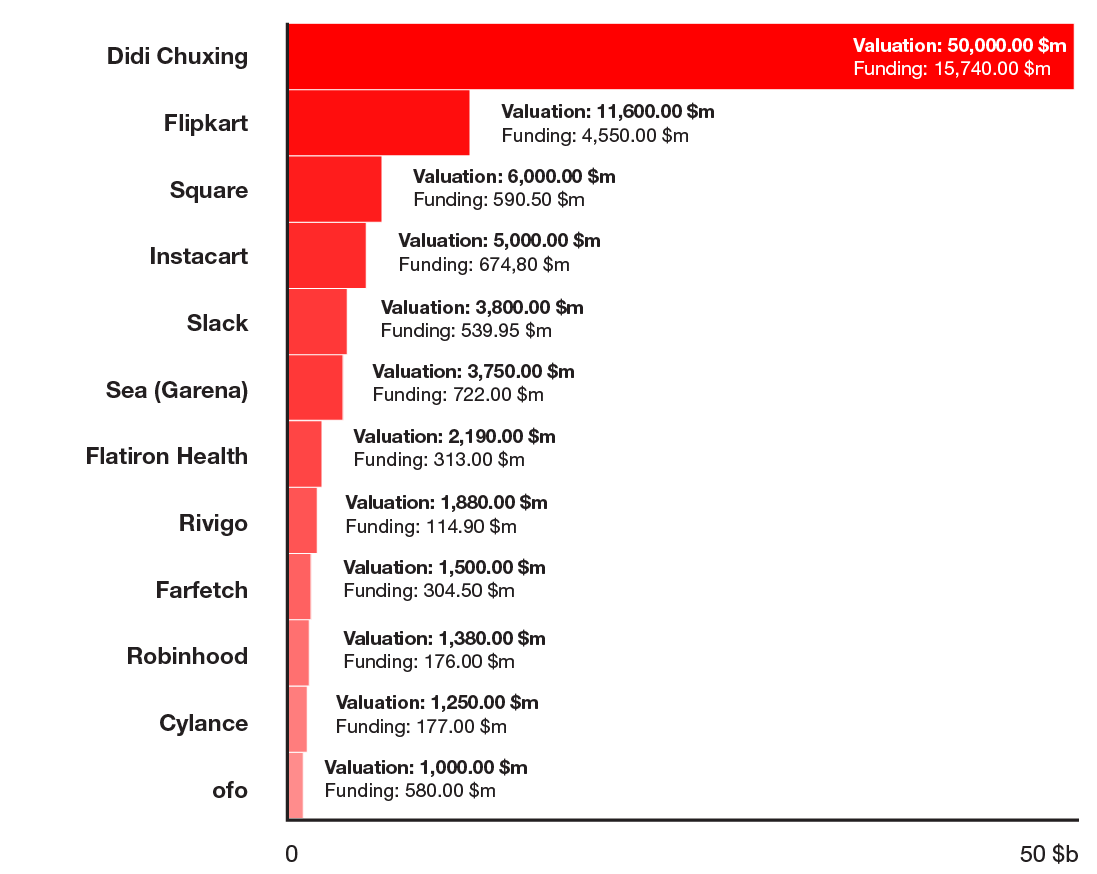 Didi Chuxing
Valuation: 50,000.00 $m
Funding: 15,740.00 $m
Flipkart
Valuation: 11,600.00 $m
Funding: 4,550.00 $m
Square
Valuation: 6,000.00 $m
Funding: 590.50 $m
Instacart
Valuation: 5,000.00 $m
Funding: 674,80 $m
Slack
Valuation: 3,800.00 $m
Funding: 539.95 $m
Sea (Garena)
Valuation: 3,750.00 $m
Funding: 722.00 $m
Flatiron Health
Valuation: 2,190.00 $m
Funding: 313.00 $m
Rivigo
Valuation: 1,880.00 $m
Funding: 114.90 $m
Farfetch
Valuation: 1,500.00 $m
Funding: 304.50 $m
Robinhood
Valuation: 1,380.00 $m
Funding: 176.00 $m
Cylance
Valuation: 1,250.00 $m
Funding: 177.00 $m
ofo
Valuation: 1,000.00 $m
Funding: 580.00 $m
0
50 $b